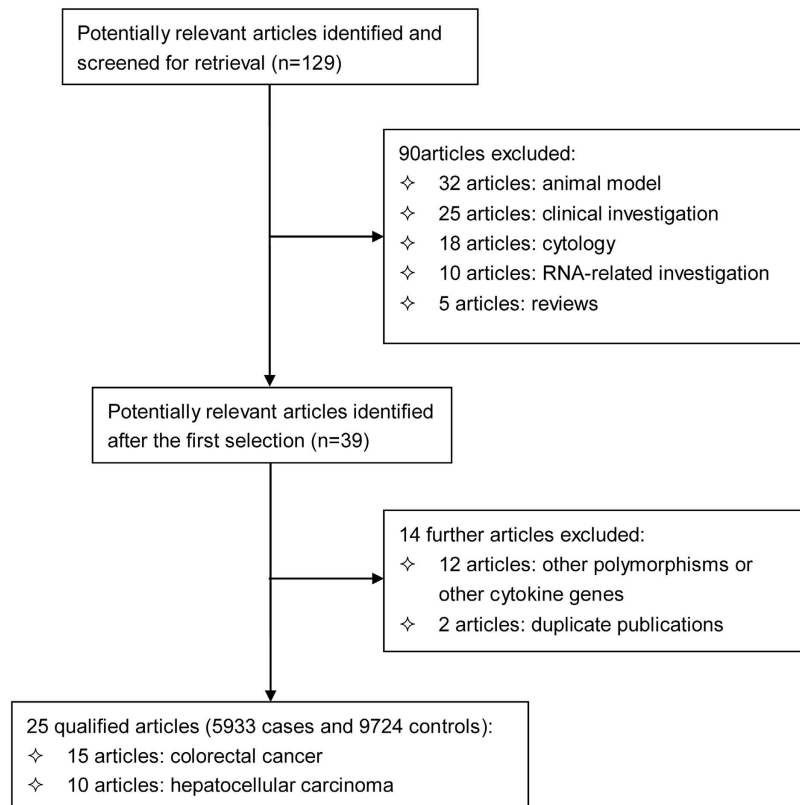 Potentially relevant articles identified and
screened for retrieval (n=129)
90articles excluded:
✧ 32 articles: animal model
✧ 25 articles: clinical investigation
✧ 18 articles: cytology
✧ 10 articles: RNA-related investigation
✧ 5 articles: reviews
Potentially relevant articles identified
after the first selection (n=39)
14 further articles excluded:
✧ 12 articles: other polymorphisms or
other cytokine genes
✧ 2 articles: duplicate publications
25 qualified articles (5933 cases and 9724 controls):
✧ 15 articles: colorectal cancer
✧ 10 articles: hepatocellular carcinoma